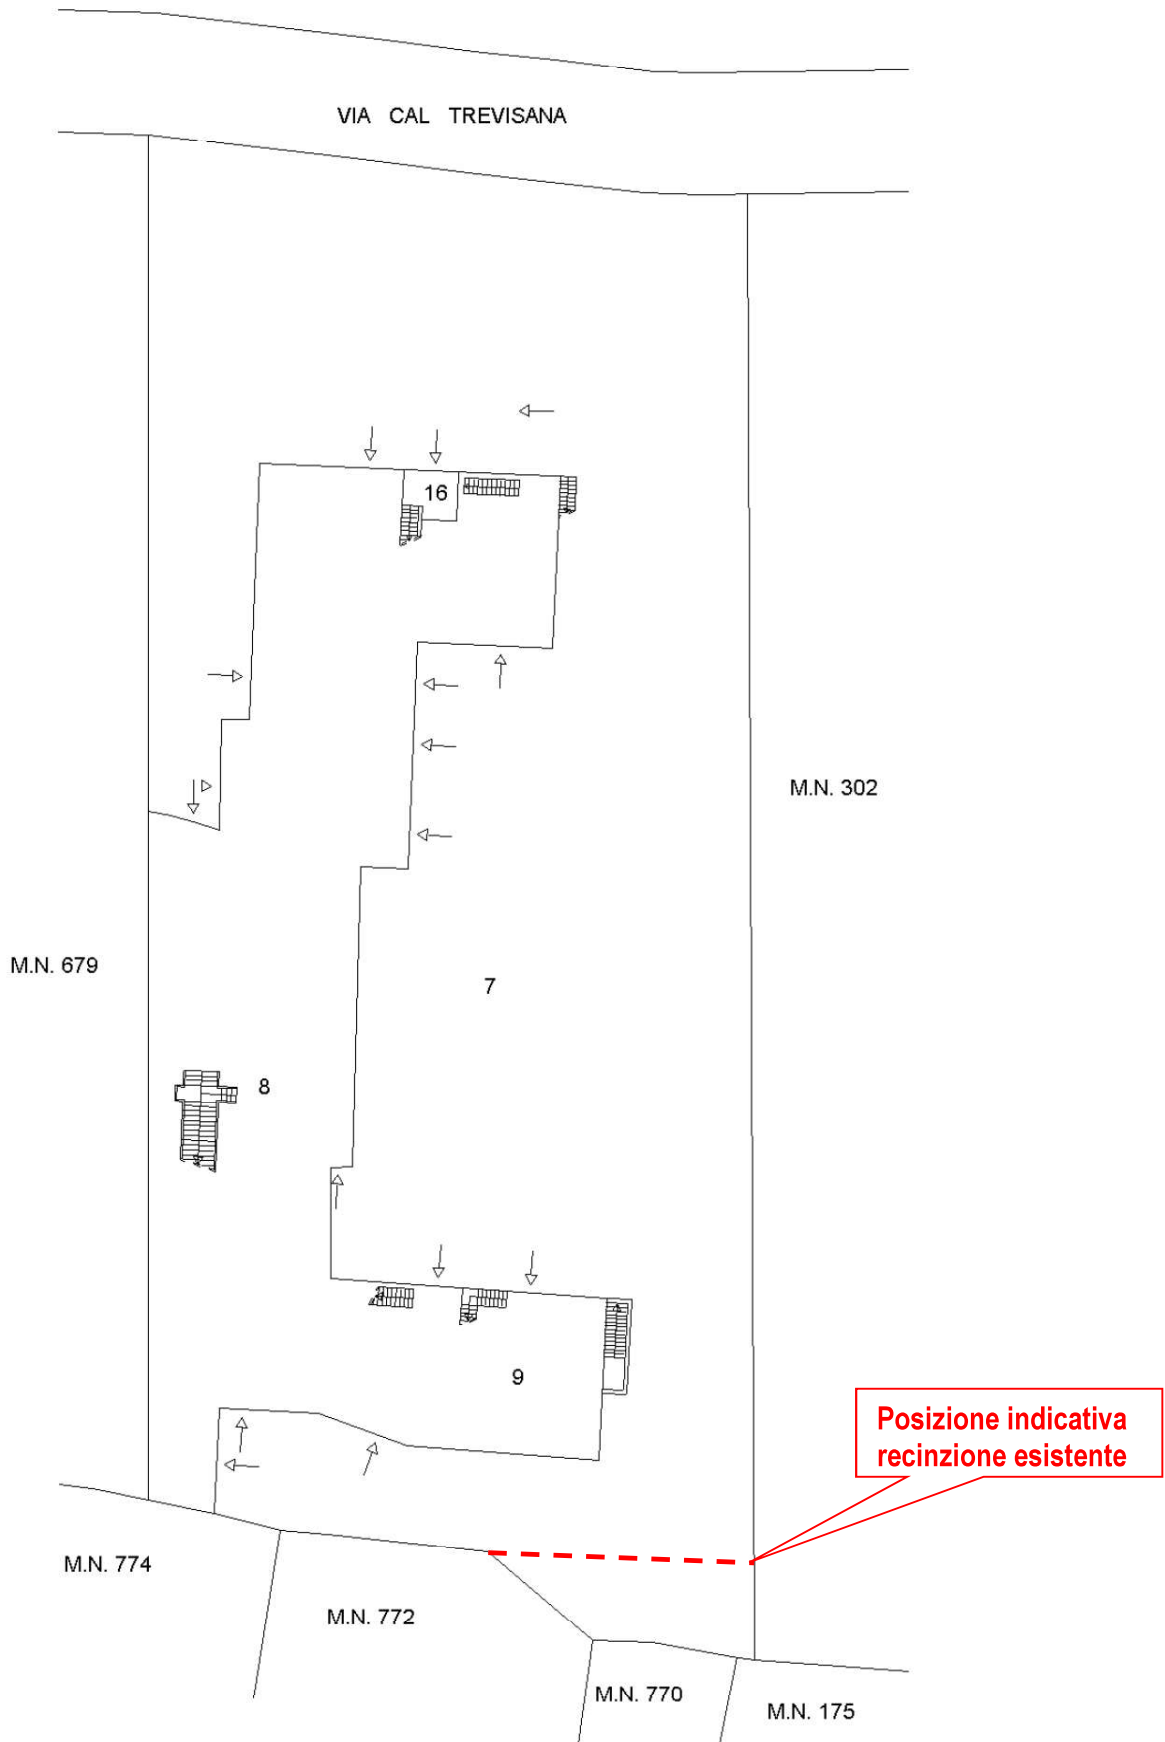 VIA CAL TREVISANA
16
M.N. 302
M.N. 679
7
8
9
Posizione indicativa
recinzione esistente
M.N. 774
M.N. 772
M.N. 770
M.N. 175